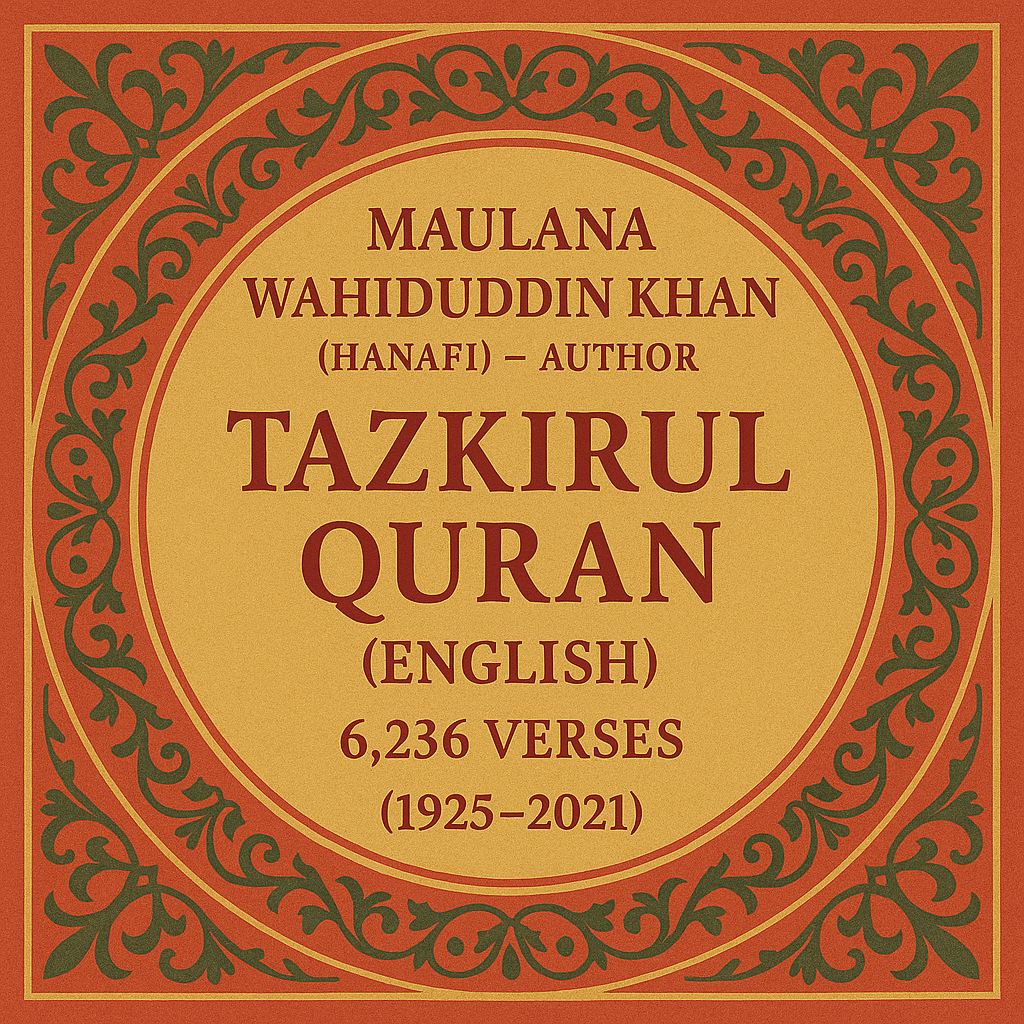 MAULANA
WAHIDUDDIN KHAN
(HANAFI) – AUTHOR
TAZKIRUL
QURAN
(ENGLISH)
6,236 VERSES
(1925–2021)